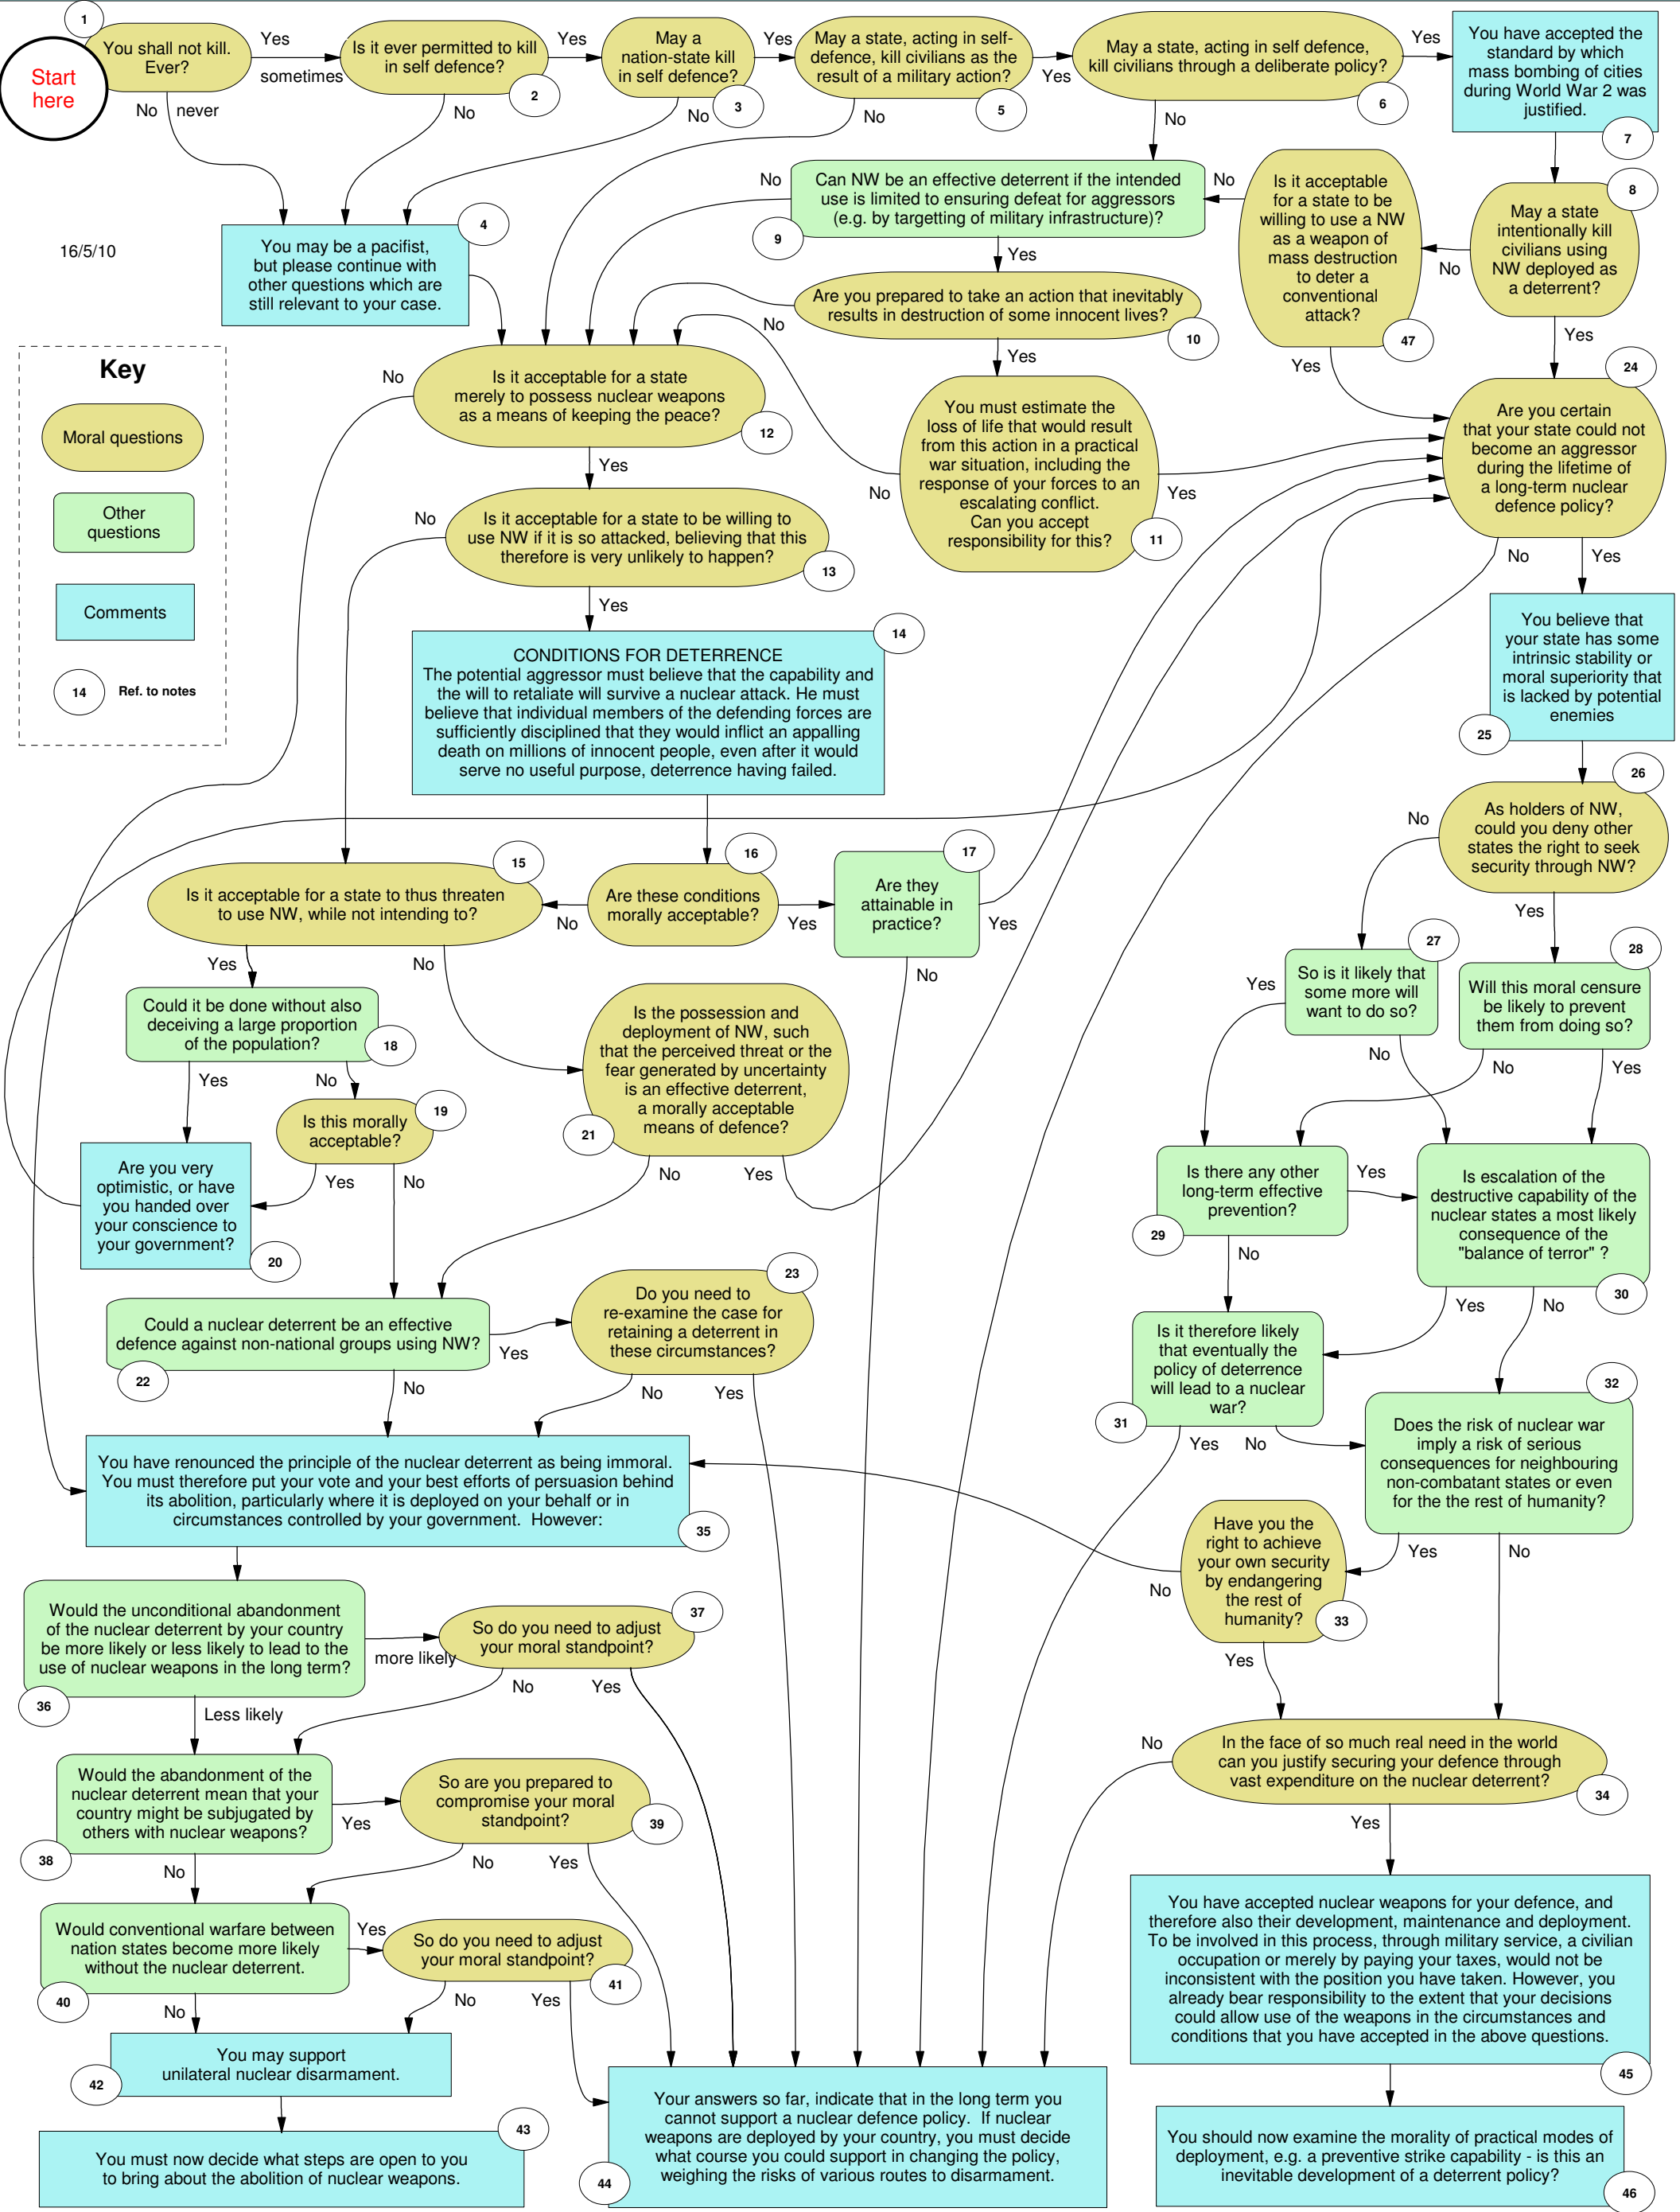 1
Start
here
You shall not kill.
Ever?
Yes
sometimes
No never
Is it ever permitted to kill
in self defence?
2
Yes
No
May a
nation-state kill
in self defence?
3
Yes
No
May a state, acting in self-
defence, kill civilians as the
result of a military action?
5
Yes
No
May a state, acting in self defence,
kill civilians through a deliberate policy?
6
Yes
No
You have accepted the
standard by which
mass bombing of cities
during World War 2 was
justified.
7
16/5/10
You may be a pacifist,
but please continue with
other questions which are
still relevant to your case.
4
Can NW be an effective deterrent if the intended
use is limited to ensuring defeat for aggressors
(e.g. by targetting of military infrastructure)?
9
No
Yes
No
Is it acceptable
for a state to be
willing to use a NW
as a weapon of
mass destruction
to deter a
conventional
attack?
47
Yes
8
May a state
intentionally kill
civilians using
NW deployed as
a deterrent?
No
Yes
Are you prepared to take an action that inevitably
results in destruction of some innocent lives?
10
No
Yes
Key
Moral questions
Other
questions
Comments
14 Ref. to notes
Is it acceptable for a state
merely to possess nuclear weapons
as a means of keeping the peace?
12
No
Yes
You must estimate the
loss of life that would result
from this action in a practical
war situation, including the
response of your forces to an
escalating conflict.
Can you accept
responsibility for this?
11
No
Yes
24
Are you certain
that your state could not
become an aggressor
during the lifetime of
a long-term nuclear
defence policy?
No
Yes
Is it acceptable for a state to be willing to
use NW if it is so attacked, believing that this
therefore is very unlikely to happen?
13
No
Yes
14
CONDITIONS FOR DETERRENCE
The potential aggressor must believe that the capability and
the will to retaliate will survive a nuclear attack. He must
believe that individual members of the defending forces are
sufficiently disciplined that they would inflict an appalling
death on millions of innocent people, even after it would
serve no useful purpose, deterrence having failed.
You believe that
your state has some
intrinsic stability or
moral superiority that
is lacked by potential
enemies
25
26
As holders of NW,
could you deny other
states the right to seek
security through NW?
No
Yes
15
Is it acceptable for a state to thus threaten
to use NW, while not intending to?
Yes
No
16
Are these conditions
morally acceptable?
No
Yes
17
Are they
attainable in
practice?
Yes
No
27
So is it likely that
some more will
want to do so?
Yes
No
28
Will this moral censure
be likely to prevent
them from doing so?
No
Yes
Could it be done without also
deceiving a large proportion
of the population?
18
Yes
No
19
Is this morally
acceptable?
Yes
No
Is the possession and
deployment of NW, such
that the perceived threat or the
fear generated by uncertainty
is an effective deterrent,
a morally acceptable
means of defence?
21
No
Yes
Are you very
optimistic, or have
you handed over
your conscience to
your government?
20
Is there any other
long-term effective
prevention?
29
Yes
No
Is escalation of the
destructive capability of the
nuclear states a most likely
consequence of the
"balance of terror" ?
30
Yes
No
Could a nuclear deterrent be an effective
defence against non-national groups using NW?
22
Yes
No
23
Do you need to
re-examine the case for
retaining a deterrent in
these circumstances?
No
Yes
Is it therefore likely
that eventually the
policy of deterrence
will lead to a nuclear
war?
31
Yes
No
32
Does the risk of nuclear war
imply a risk of serious
consequences for neighbouring
non-combatant states or even
for the the rest of humanity?
Yes
No
You have renounced the principle of the nuclear deterrent as being immoral.
You must therefore put your vote and your best efforts of persuasion behind
its abolition, particularly where it is deployed on your behalf or in
circumstances controlled by your government. However:
35
Have you the
right to achieve
your own security
by endangering
the rest of
humanity?
33
No
Yes
Would the unconditional abandonment
of the nuclear deterrent by your country
be more likely or less likely to lead to the
use of nuclear weapons in the long term?
36
more likely
Less likely
37
So do you need to adjust
your moral standpoint?
No
Yes
In the face of so much real need in the world
can you justify securing your defence through
vast expenditure on the nuclear deterrent?
34
No
Yes
Would the abandonment of the
nuclear deterrent mean that your
country might be subjugated by
others with nuclear weapons?
38
Yes
No
So are you prepared to
compromise your moral
standpoint?
39
No
Yes
Would conventional warfare between
nation states become more likely
without the nuclear deterrent.
40
Yes
No
So do you need to adjust
your moral standpoint?
41
No
Yes
You have accepted nuclear weapons for your defence, and
therefore also their development, maintenance and deployment.
To be involved in this process, through military service, a civilian
occupation or merely by paying your taxes, would not be
inconsistent with the position you have taken. However, you
already bear responsibility to the extent that your decisions
could allow use of the weapons in the circumstances and
conditions that you have accepted in the above questions.
45
You may support
unilateral nuclear disarmament.
42
43
You must now decide what steps are open to you
to bring about the abolition of nuclear weapons.
Your answers so far, indicate that in the long term you
cannot support a nuclear defence policy. If nuclear
weapons are deployed by your country, you must decide
what course you could support in changing the policy,
weighing the risks of various routes to disarmament.
44
You should now examine the morality of practical modes of
deployment, e.g. a preventive strike capability - is this an
inevitable development of a deterrent policy?
46